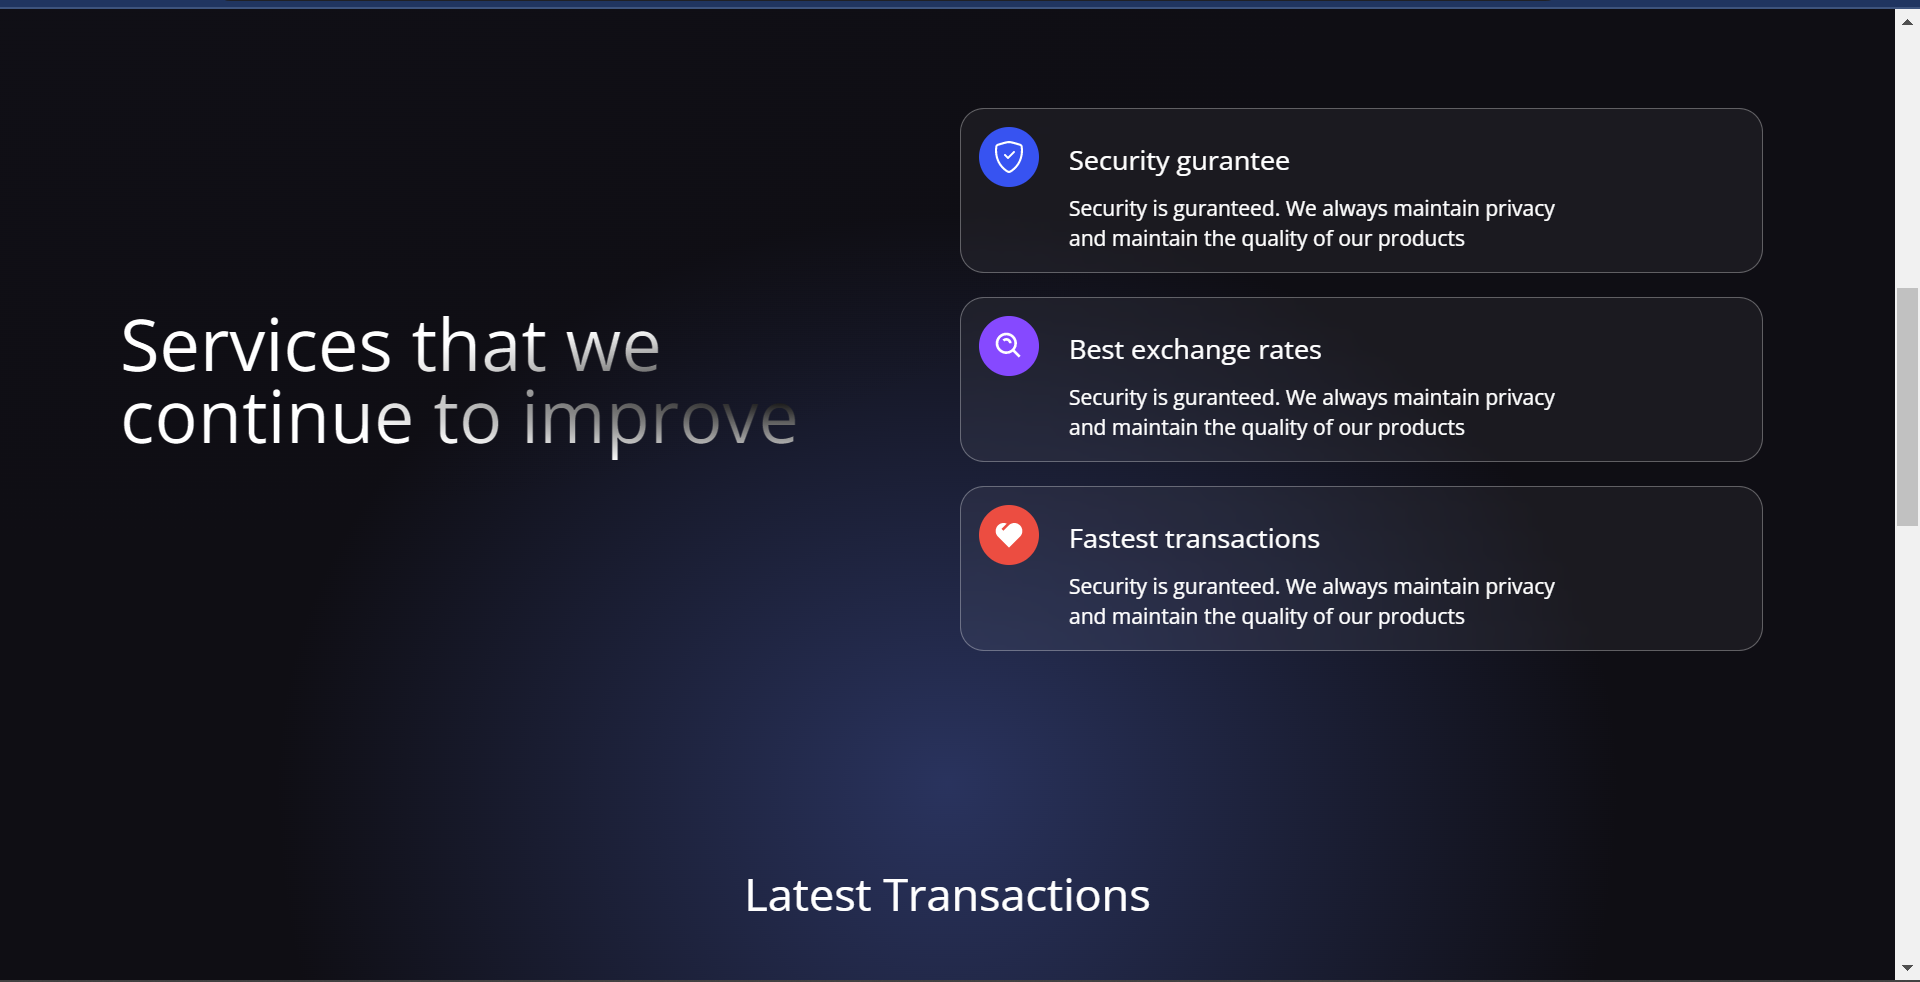 Services that we
continue to improve
Security gurantee
Security is guranteed. We always maintain privacy
and maintain the quality of our products
Best exchange rates
Security is guranteed. We always maintain privacy
and maintain the quality of our products
Fastest transactions
Security is guranteed. We always maintain privacy
and maintain the quality of our products
Latest Transactions